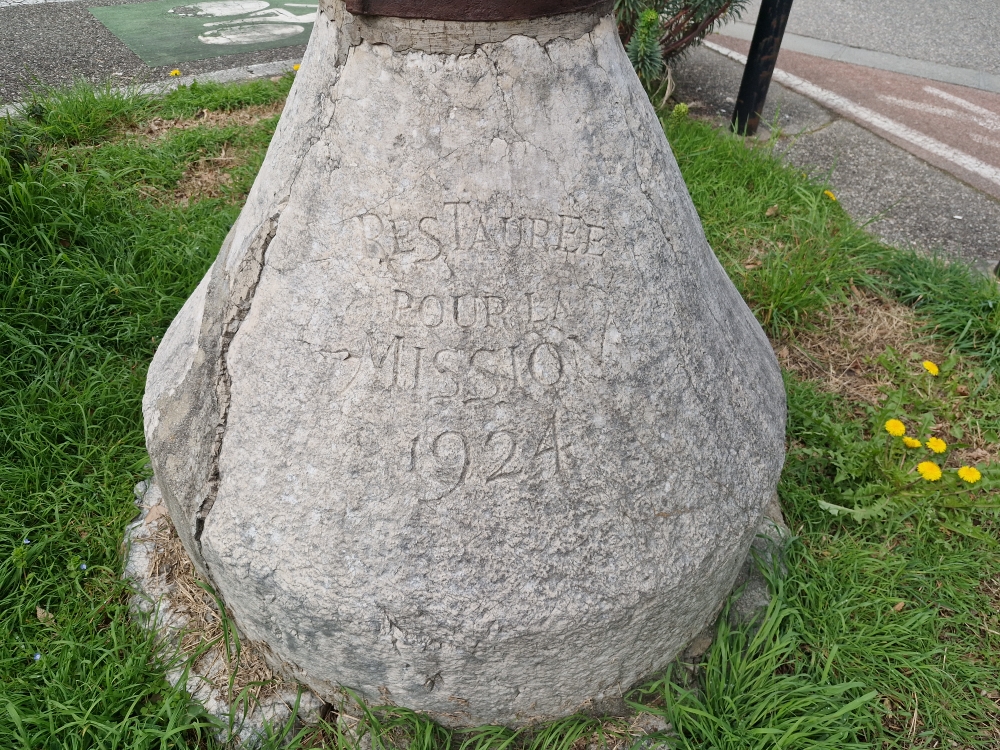 RESTAURÉE
POUR LA
MISSION
1924